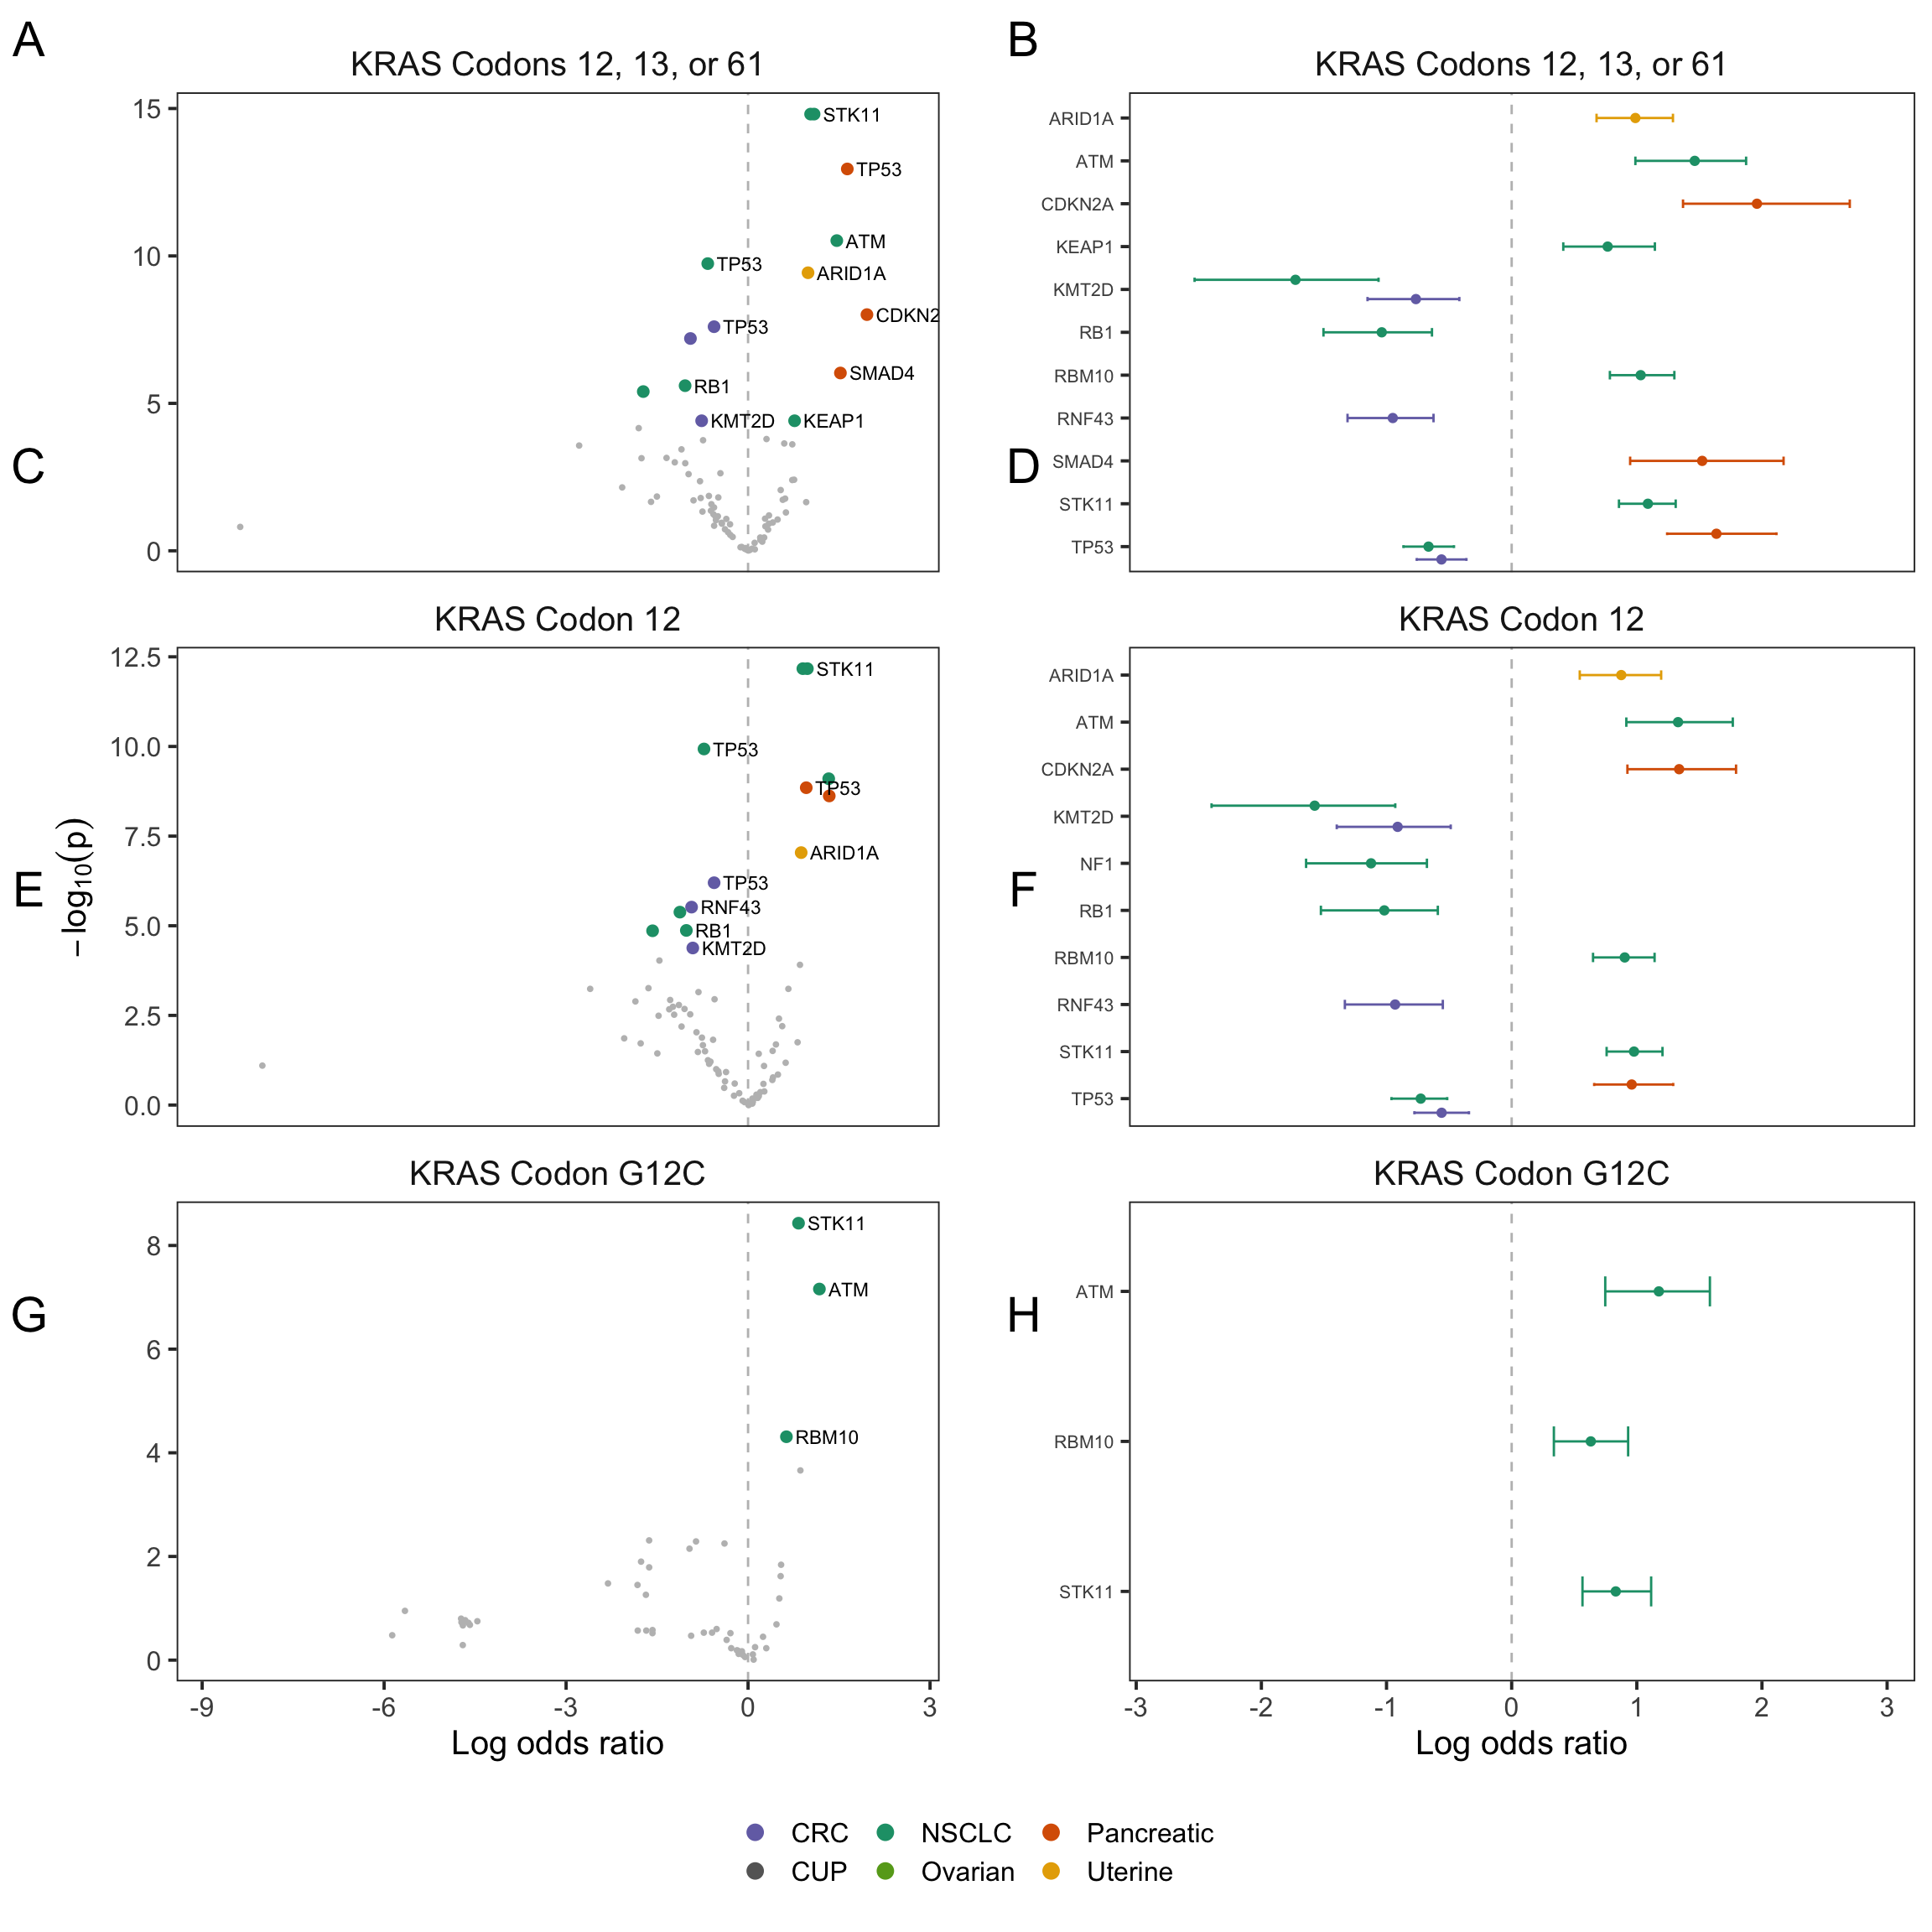 A
KRAS Codons 12, 13, or 61
15
10
5
0
STK11
TP53
ATM
TP53
ARID1A
CDKN2
TP53
SMAD4
RB1
KMT2D
KEAP1
B
KRAS Codons 12, 13, or 61
ARID1A
ATM
CDKN2A
KEAP1
KMT2D
RB1
RBM10
RNF43
SMAD4
STK11
TP53
C
KRAS Codon 12
12.5
10.0
7.5
5.0
2.5
0.0
STK11
TP53
TP53
ARID1A
TP53
RNF43
RB1
KMT2D
D
KRAS Codon 12
ARID1A
ATM
CDKN2A
KMT2D
NF1
RB1
RBM10
RNF43
STK11
TP53
E
−log10(p)
KRAS Codon G12C
8
6
4
2
0
STK11
ATM
RBM10
-9
-6
-3
0
3
Log odds ratio
F
KRAS Codon G12C
ATM
RBM10
STK11
-3
-2
-1
0
1
2
3
Log odds ratio
G
H
CRC
NSCLC
Pancreatic
CUP
Ovarian
Uterine